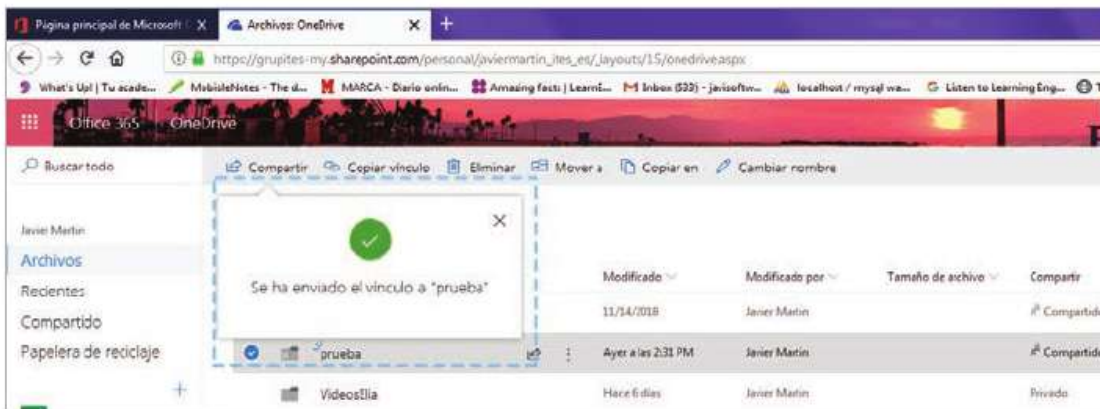 Página principal de Microsoft X Archivos: OneDrive X +
https://grupites-my.sharepoint.com/personal/javiermartin_ites_es/_layouts/15/onedrive.aspx
What's Up! | Tu acade... MobisleNotes - The d... MARCA - Diario onlin... Amazing facts | Learni... Inbox (533) - javisoftw... localhost / mysql wa... Listen to Learning Eng...
Office 365 OneDrive
Buscar todo Compartir Copiar vínculo Eliminar Mover a Copiar en Cambiar nombre
Javier Martin
Archivos
Recientes
Compartido
Papelera de reciclaje
Se ha enviado el vínculo a "prueba"
Modificado Modificado por Tamaño de archivo Compartir
11/14/2018 Javier Martin Compartido
prueba Ayer a las 2:31 PM Javier Martin Compartido
VideosElia Hace 6 días Javier Martin Privado